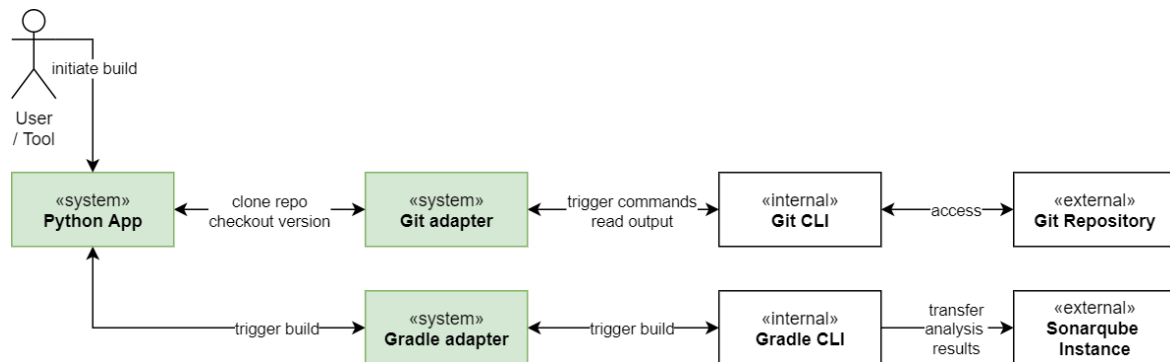 initiate build
User
/ Tool
«system»
Python App
clone repo
checkout version
«system»
Git adapter
trigger commands
read output
«internal»
Git CLI
access
«external»
Git Repository
trigger build
«system»
Gradle adapter
trigger build
«internal»
Gradle CLI
transfer
analysis
results
«external»
Sonarqube
Instance